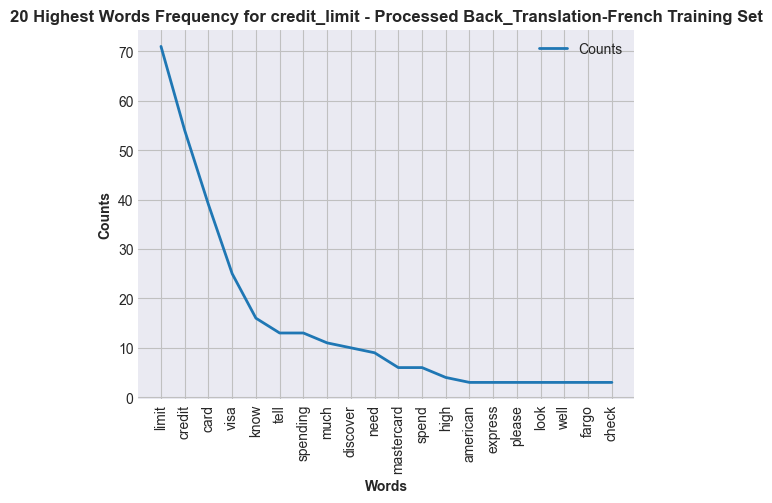 20 Highest Words Frequency for credit_limit - Processed Back_Translation-French Training Set
Counts
70
60
50
40
30
20
10
0
Counts
limit
credit
card
visa
know
tell
spending
much
discover
need
mastercard
spend
high
american
express
please
look
well
fargo
check
Words